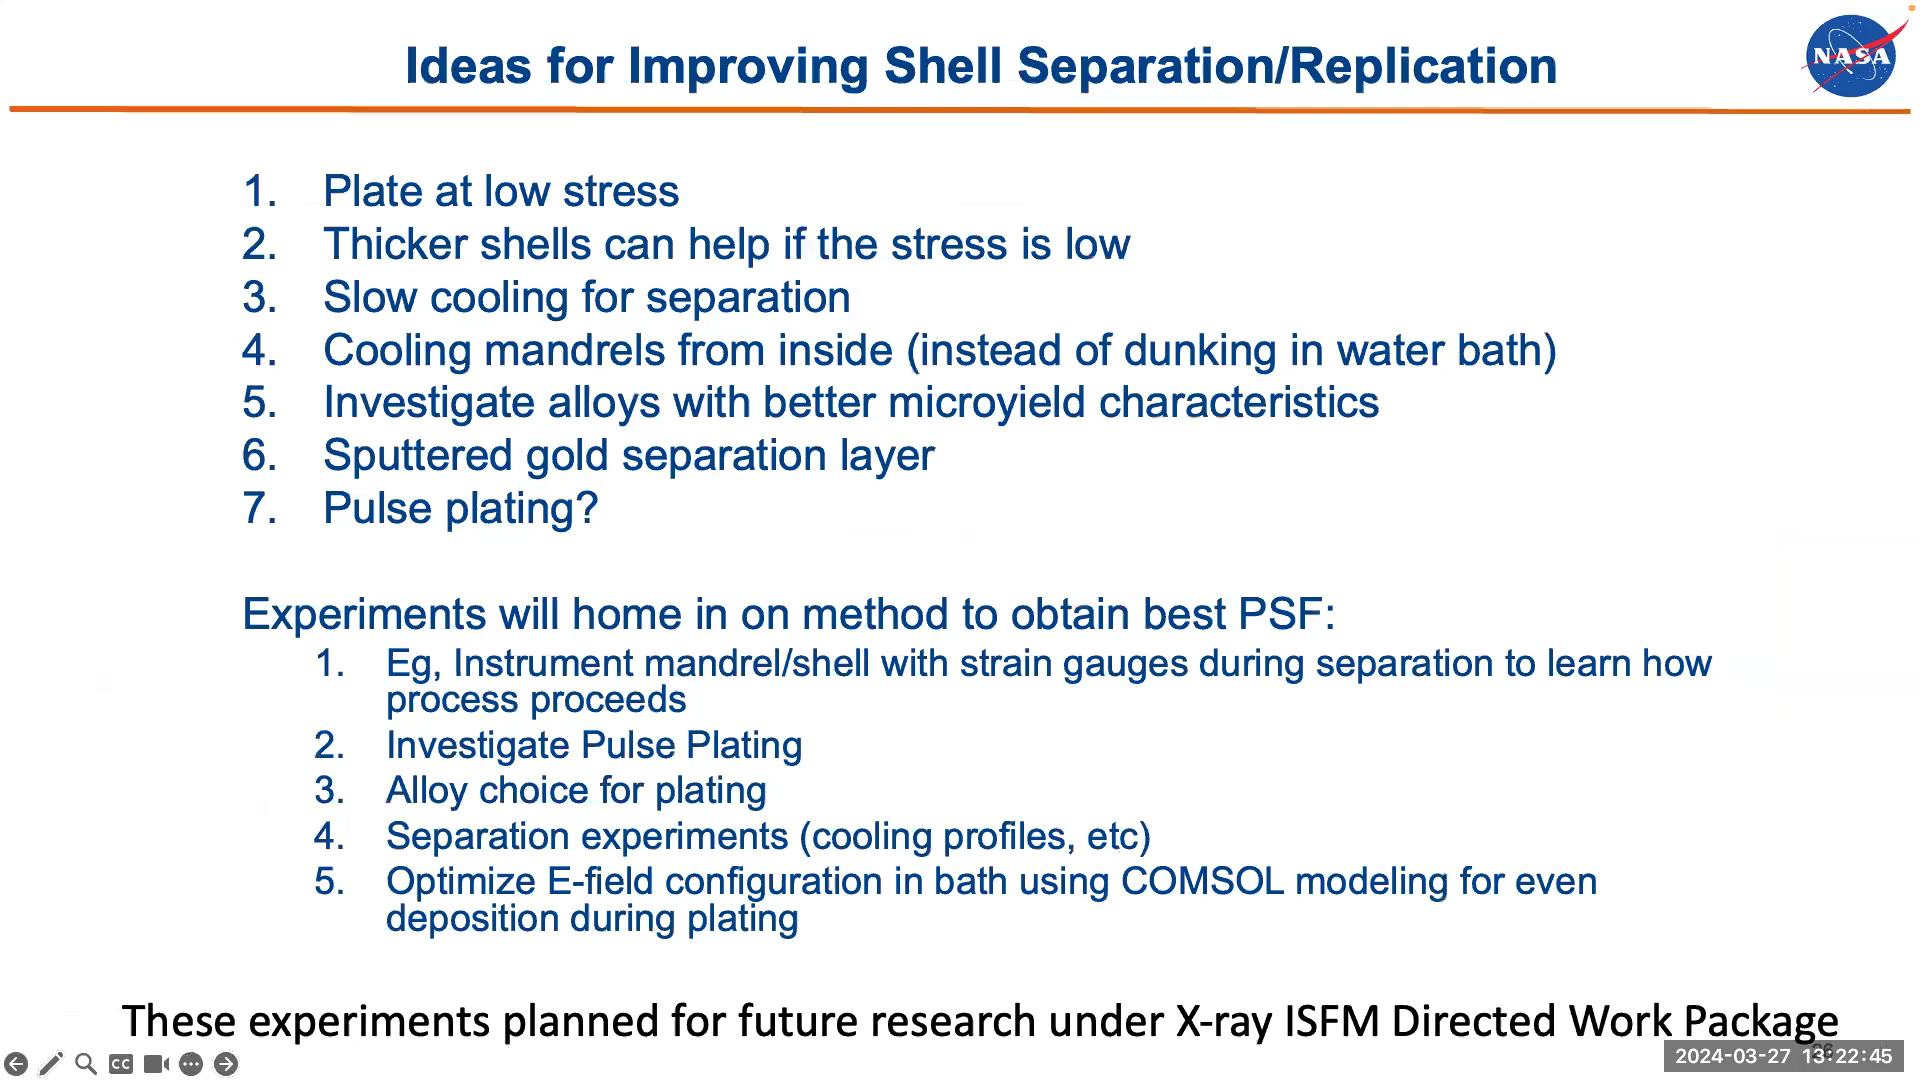 Ideas for Improving Shell Separation/Replication
NASA
1. Plate at low stress
2. Thicker shells can help if the stress is low
3. Slow cooling for separation
4. Cooling mandrels from inside (instead of dunking in water bath)
5. Investigate alloys with better microyield characteristics
6. Sputtered gold separation layer
7. Pulse plating?
Experiments will home in on method to obtain best PSF:
1. Eg, Instrument mandrel/shell with strain gauges during separation to learn how
process proceeds
2. Investigate Pulse Plating
3. Alloy choice for plating
4. Separation experiments (cooling profiles, etc)
5. Optimize E-field configuration in bath using COMSOL modeling for even
deposition during plating
These experiments planned for future research under X-ray ISFM Directed Work Package
CC
2024-03-27 13:22:45